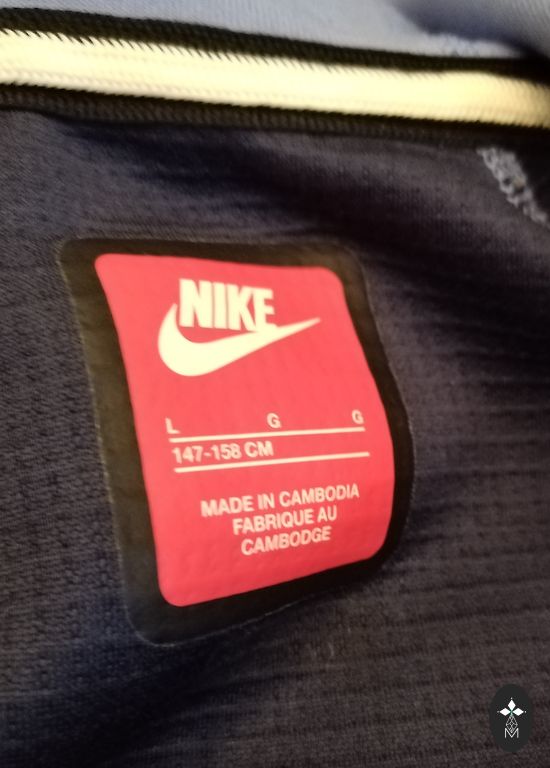 NIKE
L G G
147-158 CM
MADE IN CAMBODIA
FABRIQUE AU
CAMBODGE
M